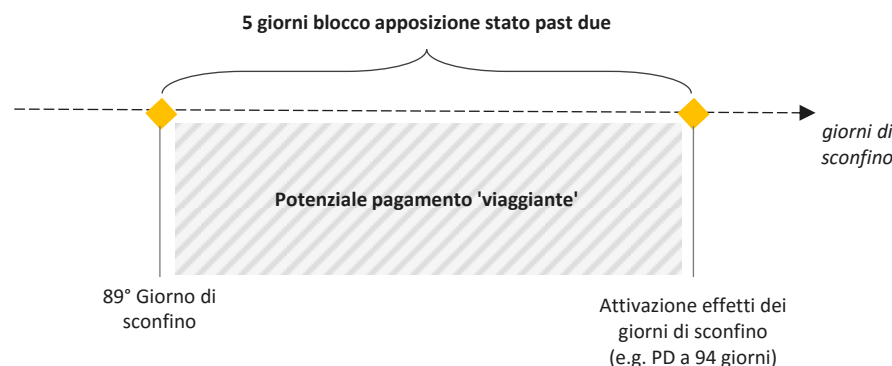 5 giorni blocco apposizione stato past due
giorni di
sconfino
Potenziale pagamento 'viaggiante'
89° Giorno di
sconfino
Attivazione effetti dei
giorni di sconfino
(e.g. PD a 94 giorni)